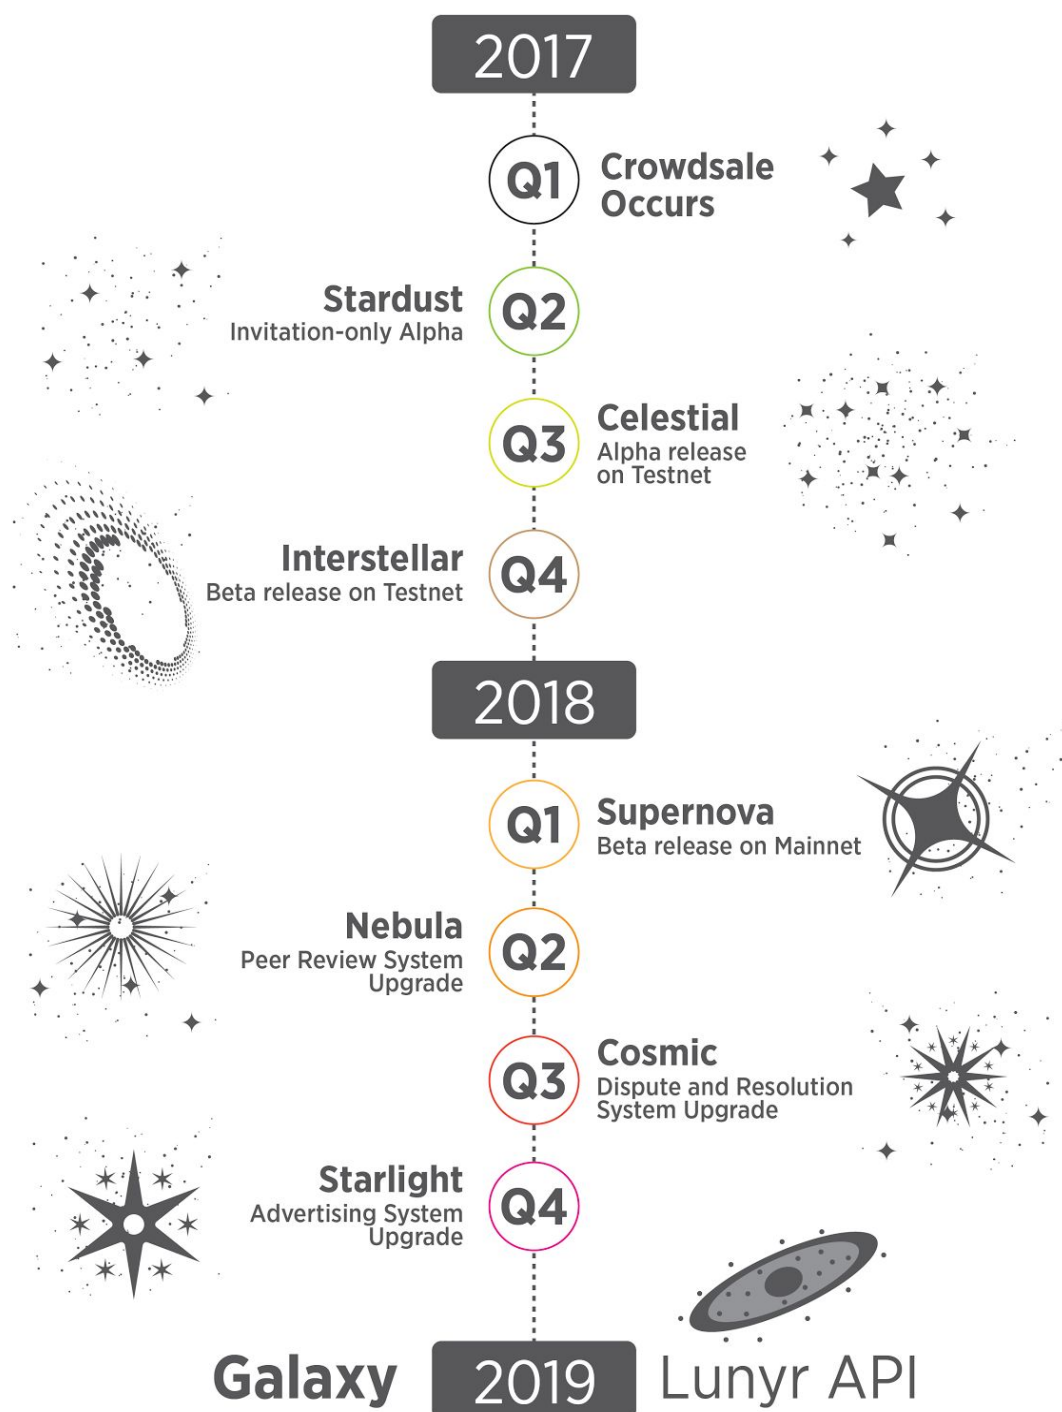 2017
Q1
Crowdsale
Occurs
Stardust
Invitation-only Alpha
Q2
Q3
Celestial
Alpha release
on Testnet
Interstellar
Beta release on Testnet
Q4
2018
Q1
Supernova
Beta release on Mainnet
Nebula
Peer Review System
Upgrade
Q2
Q3
Cosmic
Dispute and Resolution
System Upgrade
Starlight
Advertising System
Upgrade
Q4
Galaxy 2019 Lunyr API